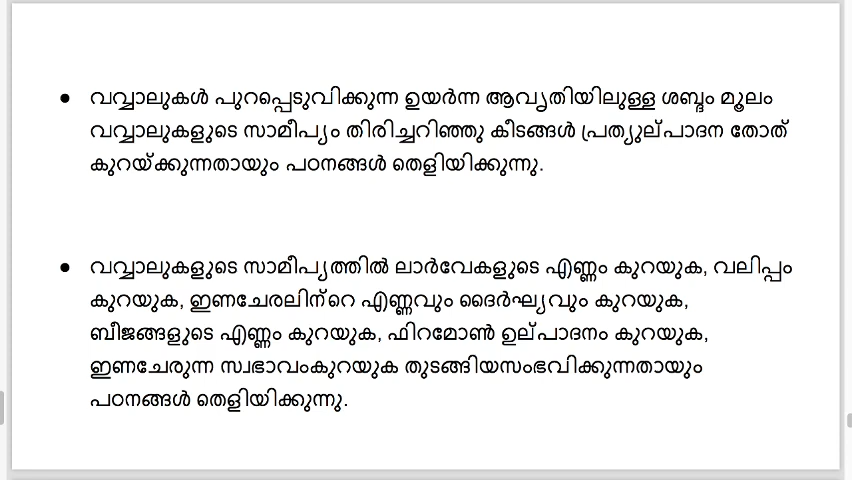 ● വവ്വാലുകൾ പുറപ്പെടുവിക്കുന്ന ഉയർന്ന ആവൃതിയിലുള്ള ശബ്ദം മൂലം
വവ്വാലുകളുടെ സാമീപ്യം തിരിച്ചറിഞ്ഞു കീടങ്ങൾ പ്രത്യുല്പാദന തോത്
കുറയ്ക്കുന്നതായും പഠനങ്ങൾ തെളിയിക്കുന്നു.
● വവ്വാലുകളുടെ സാമീപ്യത്തിൽ ലാർവേകളുടെ എണ്ണം കുറയുക, വലിപ്പം
കുറയുക, ഇണചേരലിന്റെ എണ്ണവും ദൈർഘ്യവും കുറയുക,
ബീജങ്ങളുടെ എണ്ണം കുറയുക, ഫിറമോൺ ഉല്പാദനം കുറയുക,
ഇണചേരുന്ന സ്വഭാവംകുറയുക തുടങ്ങിയസംഭവിക്കുന്നതായും
പഠനങ്ങൾ തെളിയിക്കുന്നു.